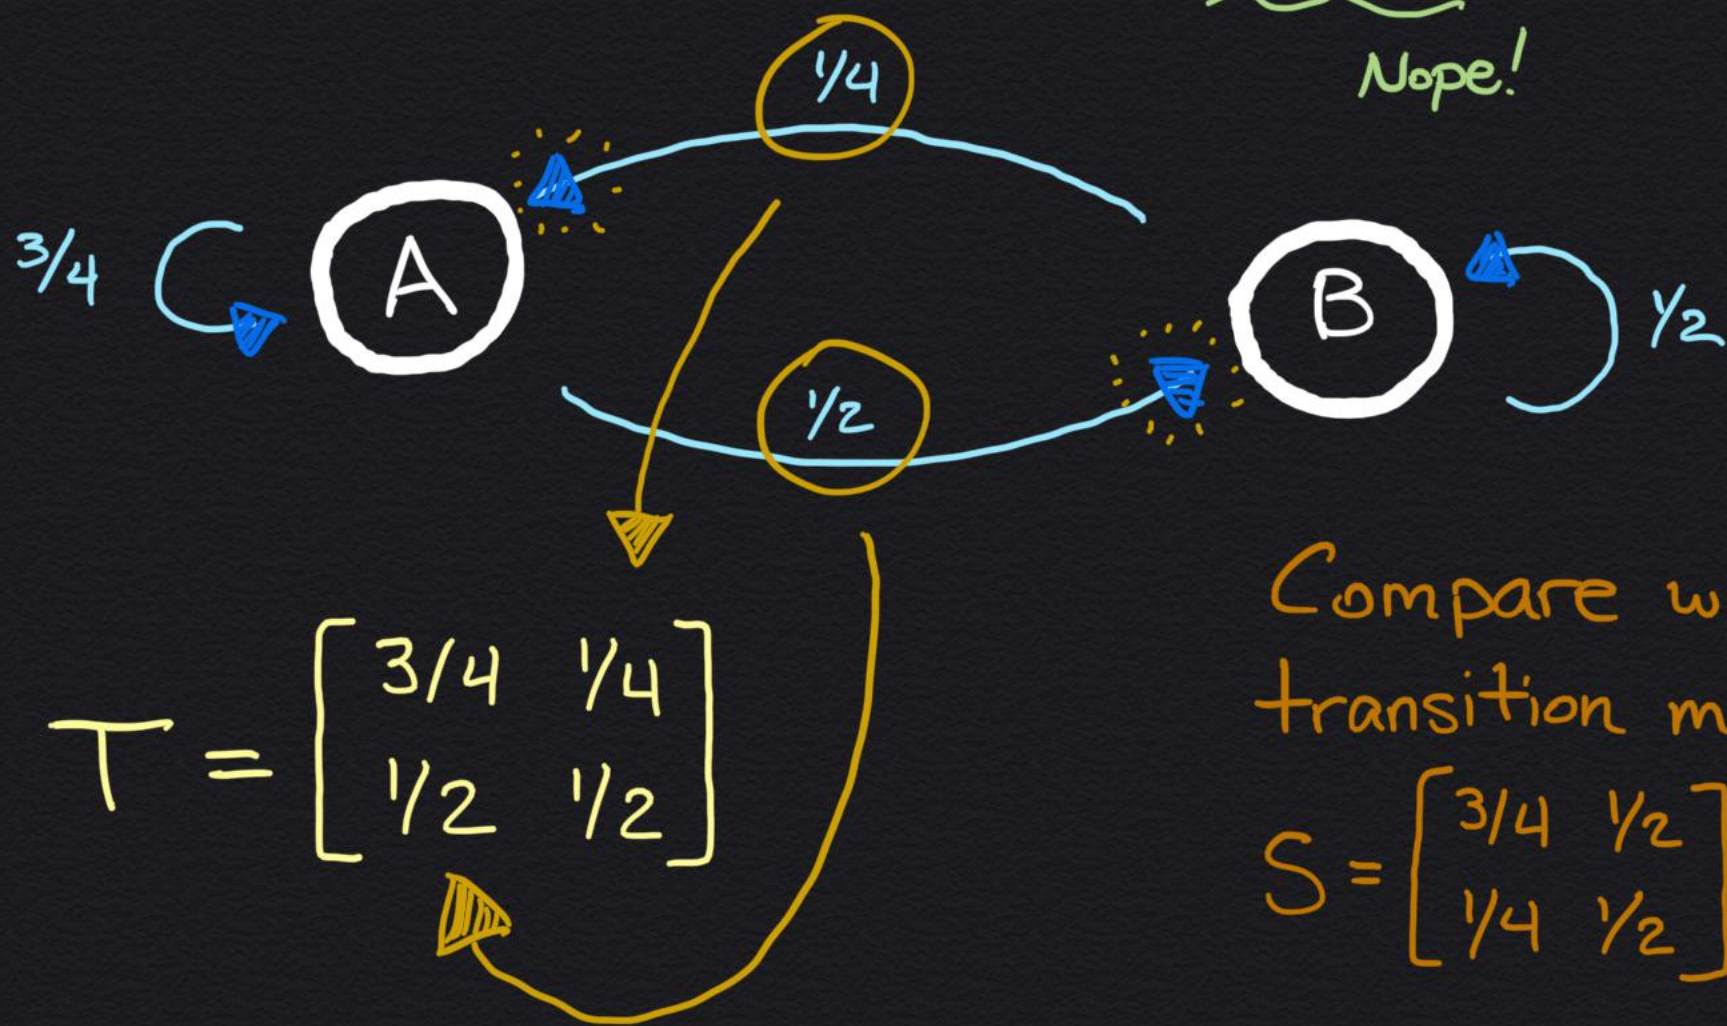 Nope!
1/4
3/4
A
B
1/2
1/2
Compare
transition
T = [ 3/4 1/4
1/2 1/2 ]
S = [ 3/4 1/2
1/4 1/2 ]